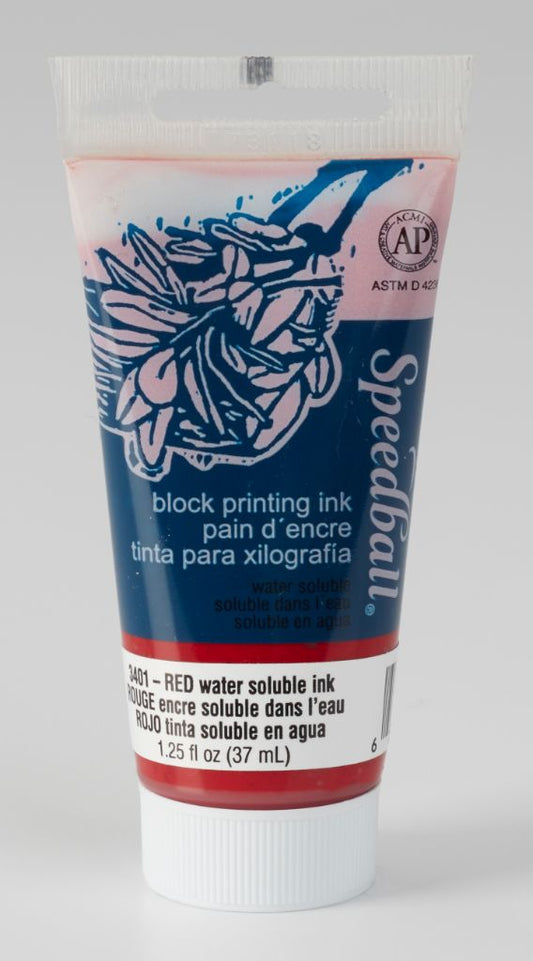 ACMI
AP
ASTM D 4236
Speedball®
block printing ink
pain d´encre
tinta para xilografía
water soluble
soluble dans l'eau
soluble en agua
3401 – RED water soluble ink
ROUGE encre soluble dans l'eau
ROJO tinta soluble en agua
1.25 fl oz (37 mL)
6